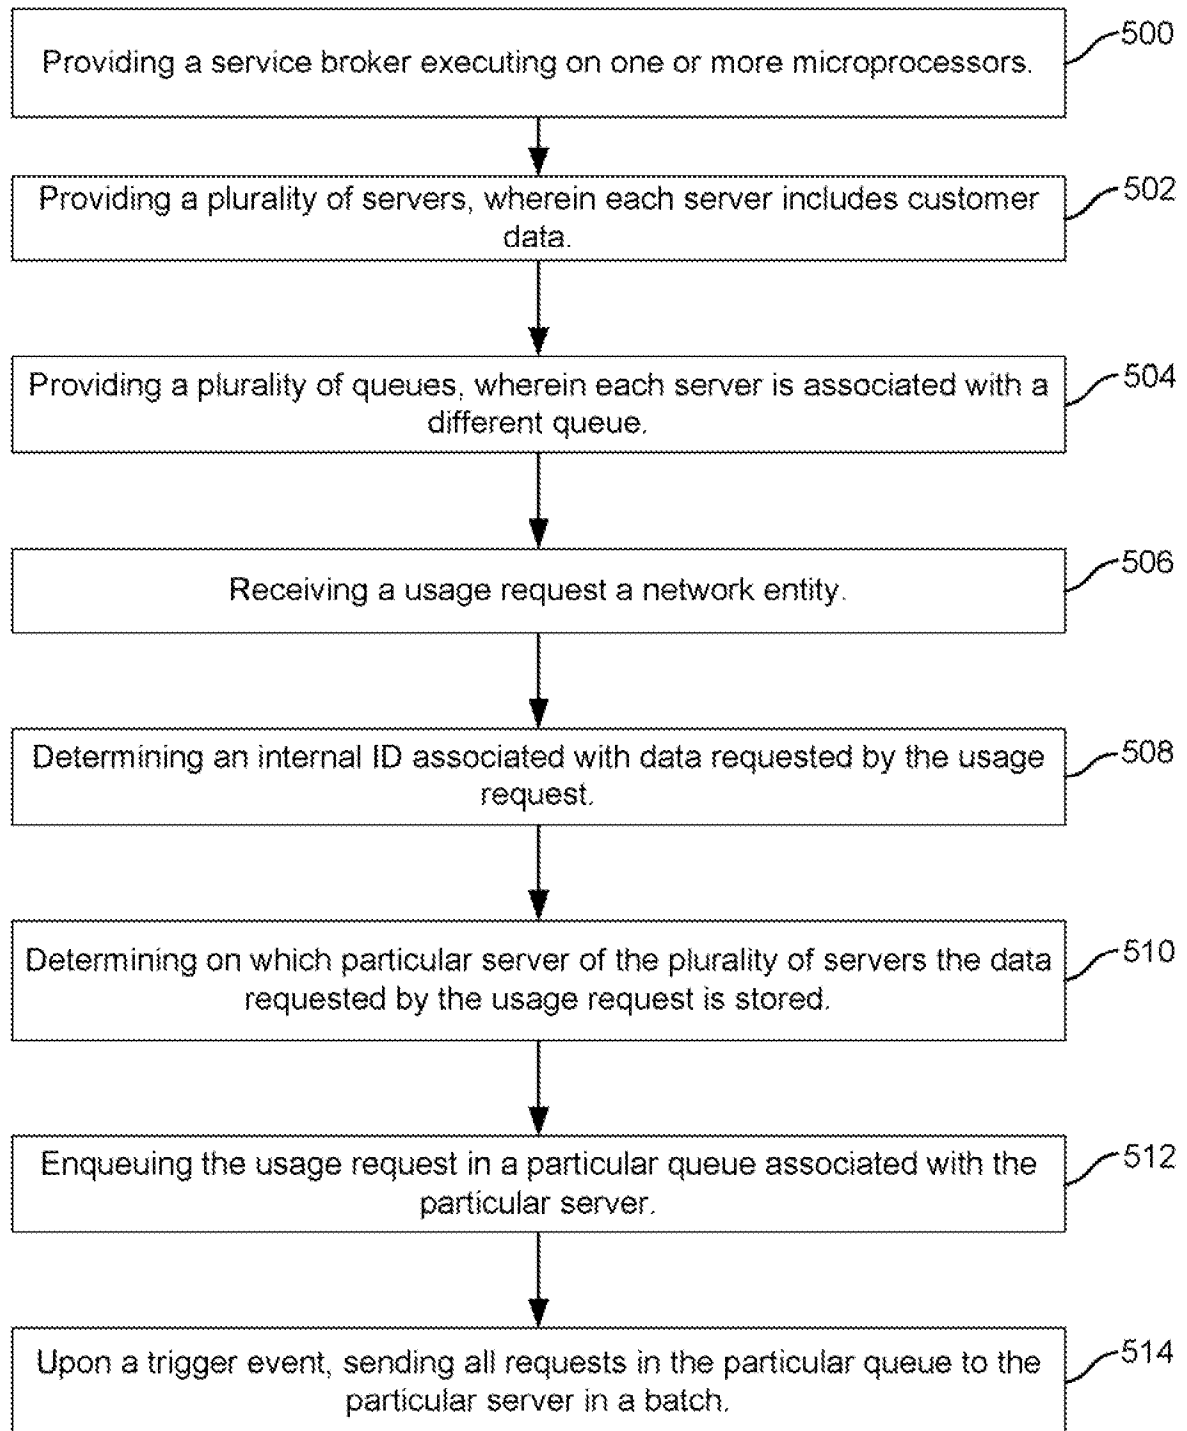 Providing a service broker executing on one or more microprocessors.
500
Providing a plurality of servers, wherein each server includes customer
data.
502
Providing a plurality of queues, wherein each server is associated with a
different queue.
504
Receiving a usage request a network entity.
506
Determining an internal ID associated with data requested by the usage
request.
508
Determining on which particular server of the plurality of servers the data
requested by the usage request is stored.
510
Enqueuing the usage request in a particular queue associated with the
particular server.
512
Upon a trigger event, sending all requests in the particular queue to the
particular server in a batch.
514